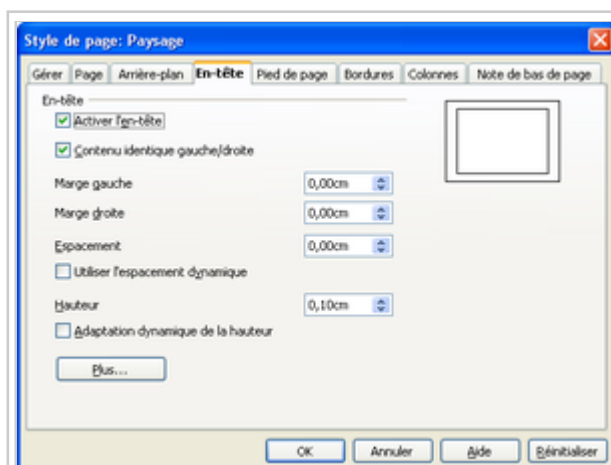 Style de page: Paysage
Gérer Page Arrière-plan En-tête Pied de page Bordures Colonnes Note de bas de page
En-tête
Activer l'en-tête
Contenu identique gauche/droite
Marge gauche 0,00cm
Marge droite 0,00cm
Espacement 0,00cm
Utiliser l'espacement dynamique
Hauteur 0,10cm
Adaptation dynamique de la hauteur
Plus...
OK Annuler Aide Réinitialiser